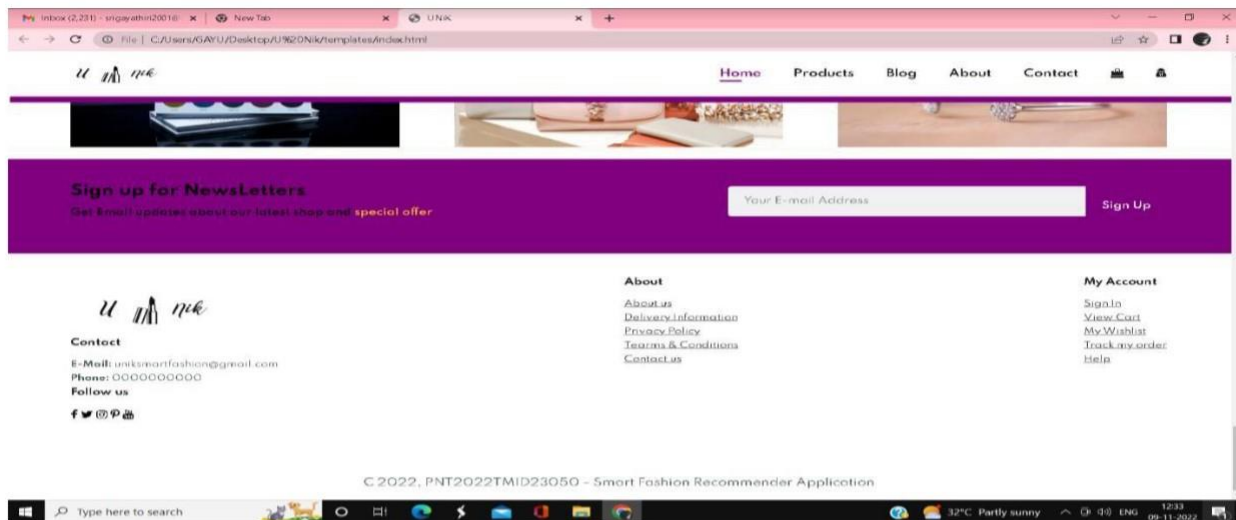 Inbox (2,231) - srigayathiri2001@
New Tab
UNIK
File | C:/Users/GAYU/Desktop/U%20Nik/templates/index.html
u nik
Home Products Blog About Contact
Sign up for NewsLetters
Get Email updates about our latest shop and special offer
Your E-mail Address
Sign Up
u nik
Contact
E-Mail: uniksmartfashion@gmail.com
Phone: 0000000000
Follow us
About
About us
Delivery Information
Privacy Policy
Tearms & Conditions
Contact us
My Account
Sign In
View Cart
My Wishlist
Track my order
Help
C 2022, PNT2022TMID23050 - Smart Fashion Recommender Application
Type here to search
32°C Partly sunny
ENG
12:33
09-11-2022